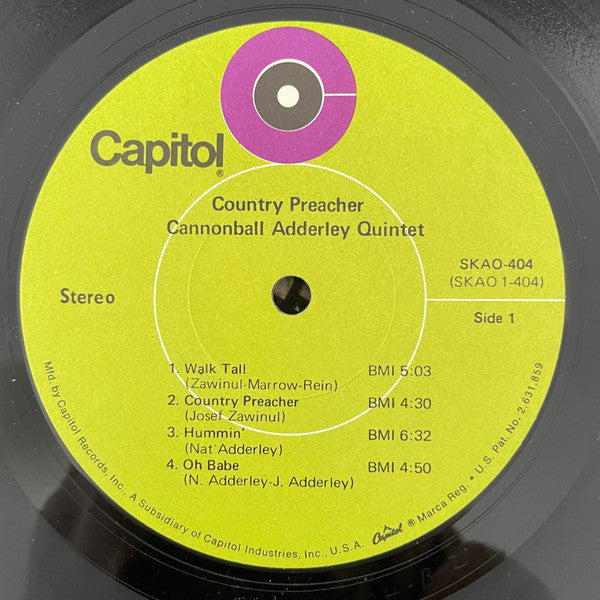 Capitol®
Country Preacher
Cannonball Adderley Quintet
SKAO-404
(SKAO 1-404)
Stereo
Side 1
1. Walk Tall BMI 5:03
(Zawinul-Marrow-Rein)
2. Country Preacher BMI 4:30
(Josef Zawinul)
3. Hummin' BMI 6:32
(Nat Adderley)
4. Oh Babe BMI 4:50
(N. Adderley-J. Adderley)
Mfd. by Capitol Records, Inc., A Subsidiary of Capitol Industries, Inc., U.S.A. Capitol ® Marca Reg. • U.S. Pat. No. 2,631,859